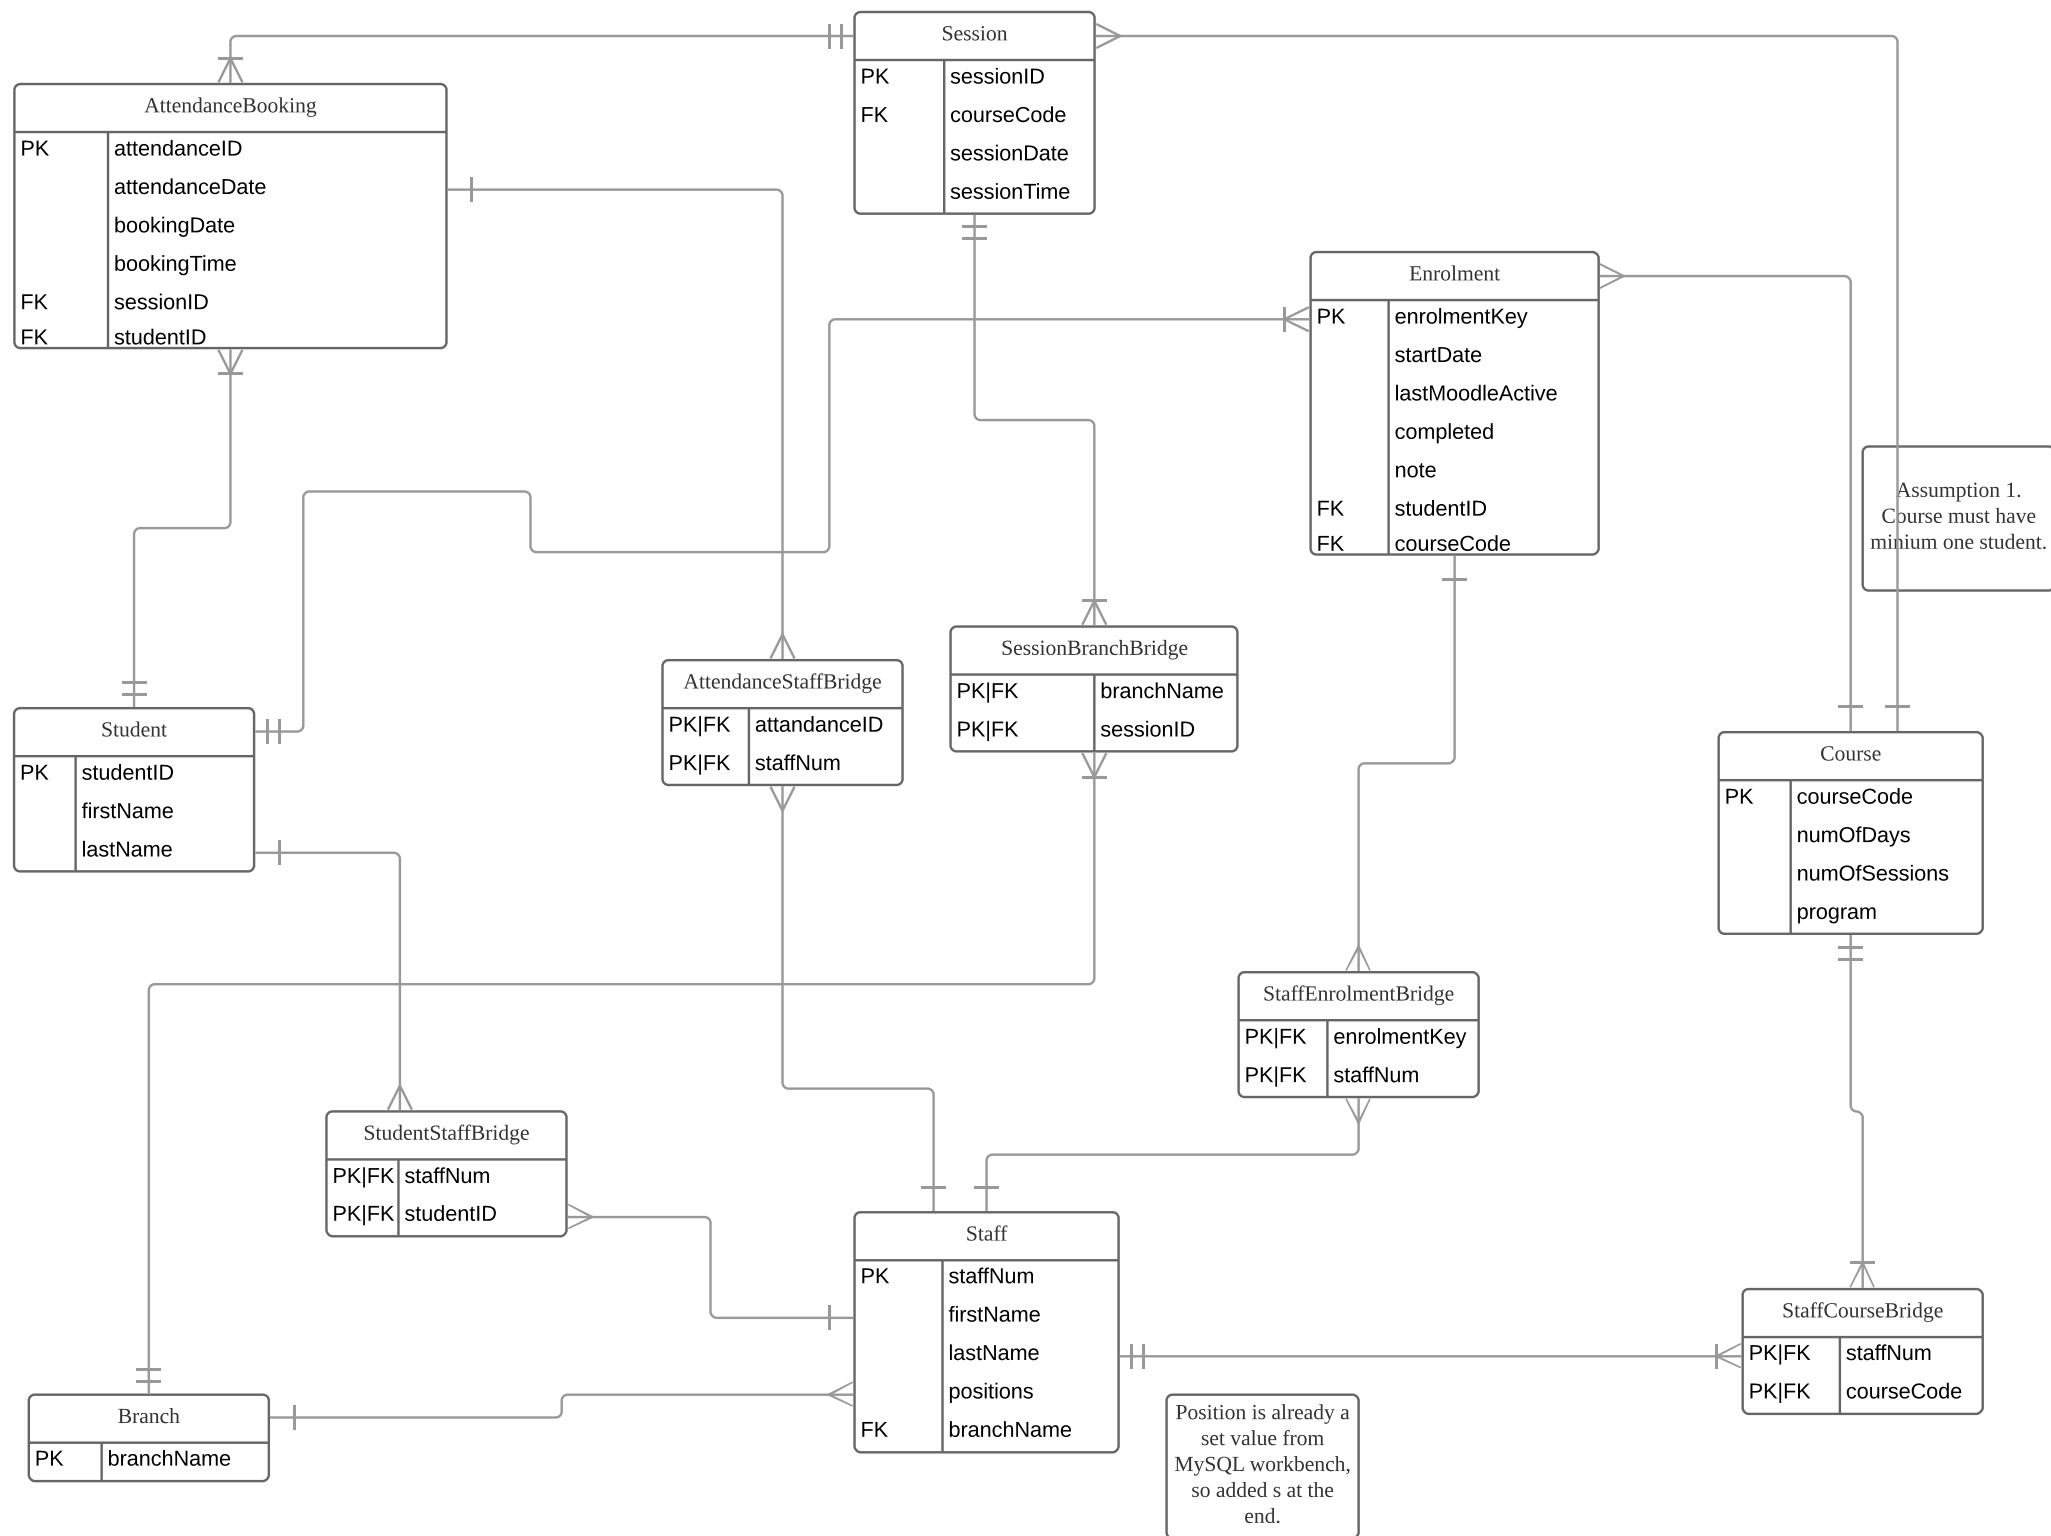 Session
PK sessionID
FK courseCode
sessionDate
sessionTime
AttendanceBooking
PK attendanceID
attendanceDate
bookingDate
bookingTime
FK sessionID
FK studentID
Enrolment
PK enrolmentKey
startDate
lastMoodleActive
completed
note
FK studentID
FK courseCode
Assumption 1.
Course must have
minium one student.
SessionBranchBridge
PK|FK branchName
PK|FK sessionID
AttendanceStaffBridge
PK|FK attandanceID
PK|FK staffNum
Student
PK studentID
firstName
lastName
Course
PK courseCode
numOfDays
numOfSessions
program
StaffEnrolmentBridge
PK|FK enrolmentKey
PK|FK staffNum
StudentStaffBridge
PK|FK staffNum
PK|FK studentID
Staff
PK staffNum
firstName
lastName
positions
FK branchName
StaffCourseBridge
PK|FK staffNum
PK|FK courseCode
Branch
PK branchName
Position is already a
set value from
MySQL workbench,
so added s at the
end.